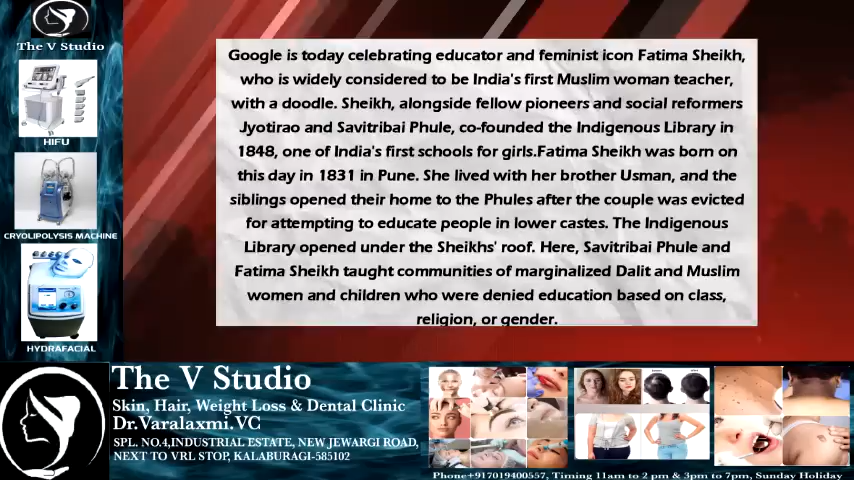 The V Studio
HIFU
CRYOLIPOLYSIS MACHINE
HYDRAFACIAL
Google is today celebrating educator and feminist icon Fatima Sheikh,
who is widely considered to be India's first Muslim woman teacher,
with a doodle. Sheikh, alongside fellow pioneers and social reformers
Jyotirao and Savitribai Phule, co-founded the Indigenous Library in
1848, one of India's first schools for girls.Fatima Sheikh was born on
this day in 1831 in Pune. She lived with her brother Usman, and the
siblings opened their home to the Phules after the couple was evicted
for attempting to educate people in lower castes. The Indigenous
Library opened under the Sheikhs' roof. Here, Savitribai Phule and
Fatima Sheikh taught communities of marginalized Dalit and Muslim
women and children who were denied education based on class,
religion, or gender.
The V Studio
Skin, Hair, Weight Loss & Dental Clinic
Dr.Varalaxmi.VC
SPL. NO.4,INDUSTRIAL ESTATE, NEW JEWARGI ROAD,
NEXT TO VRL STOP, KALABURAGI-585102
Phone+917019400557, Timing 11am to 2 pm & 3pm to 7pm, Sunday Holiday